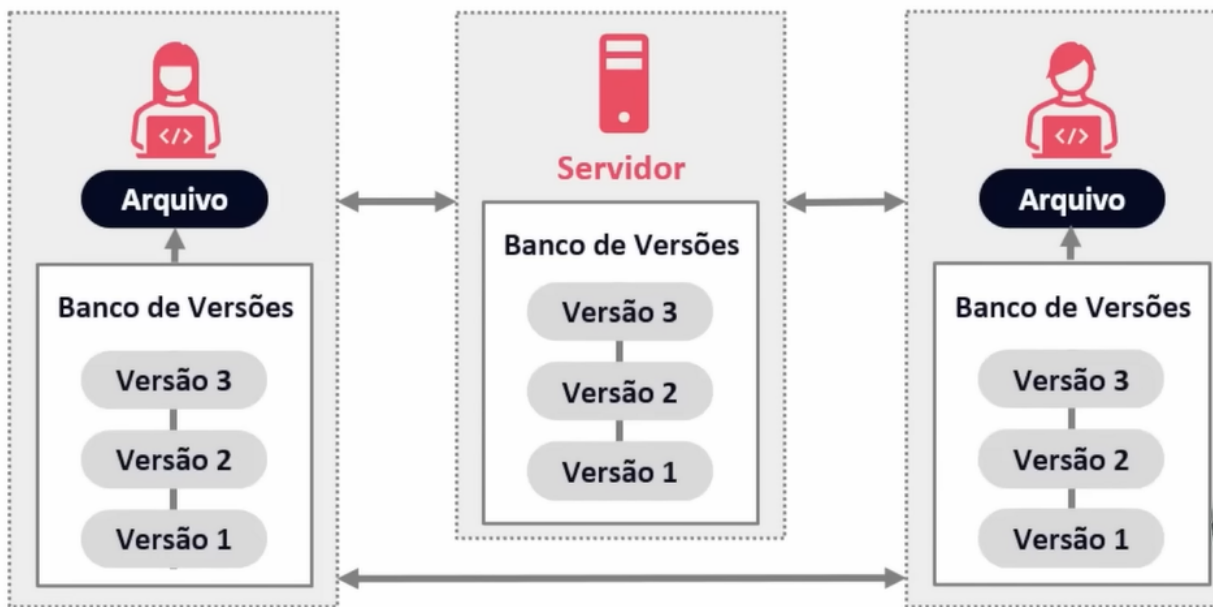 </>
Arquivo
Banco de Versões
Versão 3
Versão 2
Versão 1
Servidor
Banco de Versões
Versão 3
Versão 2
Versão 1
</>
Arquivo
Banco de Versões
Versão 3
Versão 2
Versão 1